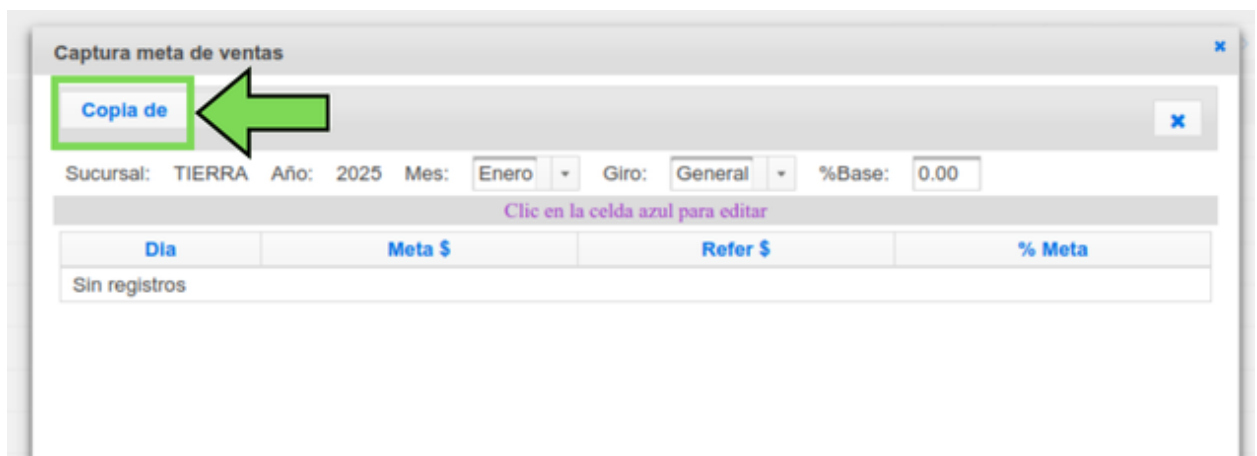 Captura meta de ventas
Copia de
Sucursal: TIERRA Año: 2025 Mes: Enero Giro: General %Base: 0.00
Clic en la celda azul para editar
Dia Meta $ Refer $ % Meta
Sin registros